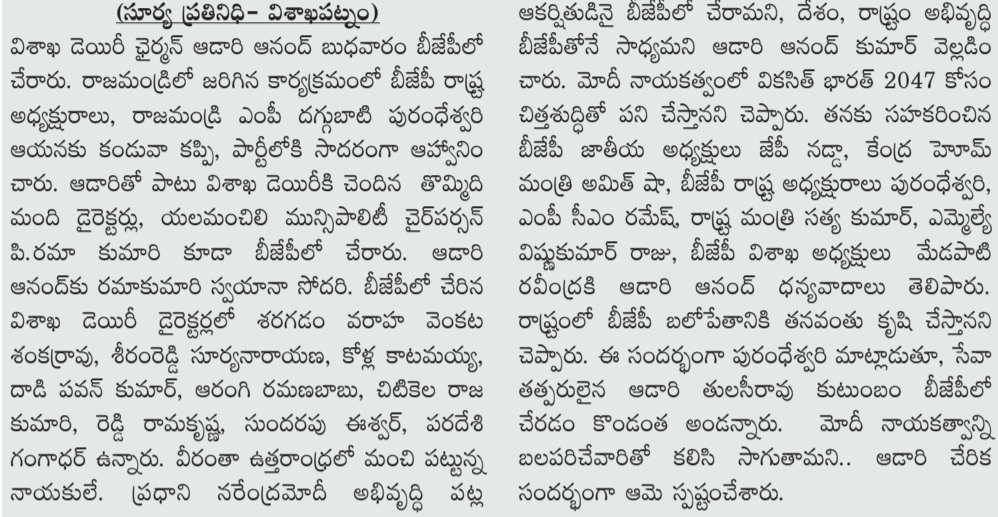 (సూర్య ప్రతినిధి- విశాఖపట్నం)
విశాఖ డెయిరీ ఛైర్మన్ ఆడారి ఆనంద్ బుధవారం బీజేపీలో
చేరారు. రాజమండ్రిలో జరిగిన కార్యక్రమంలో బీజేపీ రాష్ట్ర
అధ్యక్షురాలు, రాజమండ్రి ఎంపీ దగ్గుబాటి పురంధేశ్వరి
ఆయనకు కండువా కప్పి, పార్టీలోకి సాదరంగా ఆహ్వానిం
చారు. ఆడారితో పాటు విశాఖ డెయిరీకి చెందిన తొమ్మిది
మంది డైరెక్టర్లు, యలమంచిలి మున్సిపాలిటీ చైర్‌పర్సన్
పి.రమా కుమారి కూడా బీజేపీలో చేరారు. ఆడారి
ఆనంద్‌కు రమాకుమారి స్వయానా సోదరి. బీజేపీలో చేరిన
విశాఖ డెయిరీ డైరెక్టర్లలో శరగడం వరాహ వెంకట
శంకర్రావు, శీరంరెడ్డి సూర్యనారాయణ, కోళ్ల కాటమయ్య,
దాడి పవన్ కుమార్, ఆరంగి రమణబాబు, చిటికెల రాజ
కుమారి, రెడ్డి రామకృష్ణ, సుందరపు ఈశ్వర్, పరదేశి
గంగాధర్ ఉన్నారు. వీరంతా ఉత్తరాంధ్రలో మంచి పట్టున్న
నాయకులే. ప్రధాని నరేంద్రమోదీ అభివృద్ధి పట్ల
ఆకర్షితుడినై బీజేపీలో చేరామని, దేశం, రాష్ట్రం అభివృద్ధి
బీజేపీతోనే సాధ్యమని ఆడారి ఆనంద్ కుమార్ వెల్లడిం
చారు. మోదీ నాయకత్వంలో వికసిత్ భారత్ 2047 కోసం
చిత్తశుద్ధితో పని చేస్తానని చెప్పారు. తనకు సహకరించిన
బీజేపీ జాతీయ అధ్యక్షులు జేపీ నడ్డా, కేంద్ర హెూమ్
మంత్రి అమిత్ షా, బీజేపీ రాష్ట్ర అధ్యక్షురాలు పురంధేశ్వరి,
ఎంపీ సీఎం రమేష్, రాష్ట్ర మంత్రి సత్య కుమార్, ఎమ్మెల్యే
విష్ణుకుమార్ రాజు, బీజేపీ విశాఖ అధ్యక్షులు మేడపాటి
రవీంద్రకి ఆడారి ఆనంద్ ధన్యవాదాలు తెలిపారు.
రాష్ట్రంలో బీజేపీ బలోపేతానికి తనవంతు కృషి చేస్తానని
చెప్పారు. ఈ సందర్భంగా పురంధేశ్వరి మాట్లాడుతూ, సేవా
తత్పరులైన ఆడారి తులసీరావు కుటుంబం బీజేపీలో
చేరడం కొండంత అండన్నారు. మోదీ నాయకత్వాన్ని
బలపరిచేవారితో కలిసి సాగుతామని.. ఆడారి చేరిక
సందర్భంగా ఆమె స్పష్టంచేశారు.